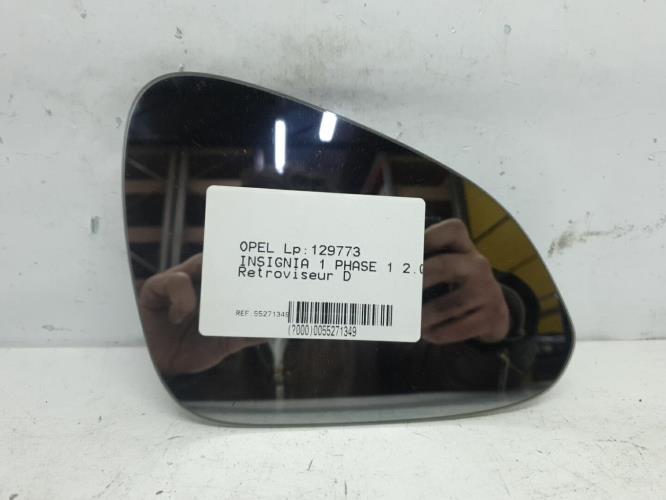 OPEL Lp:129773
INSIGNIA 1 PHASE 1 2.0
Retroviseur D
REF:55271349
(?000)0055271349